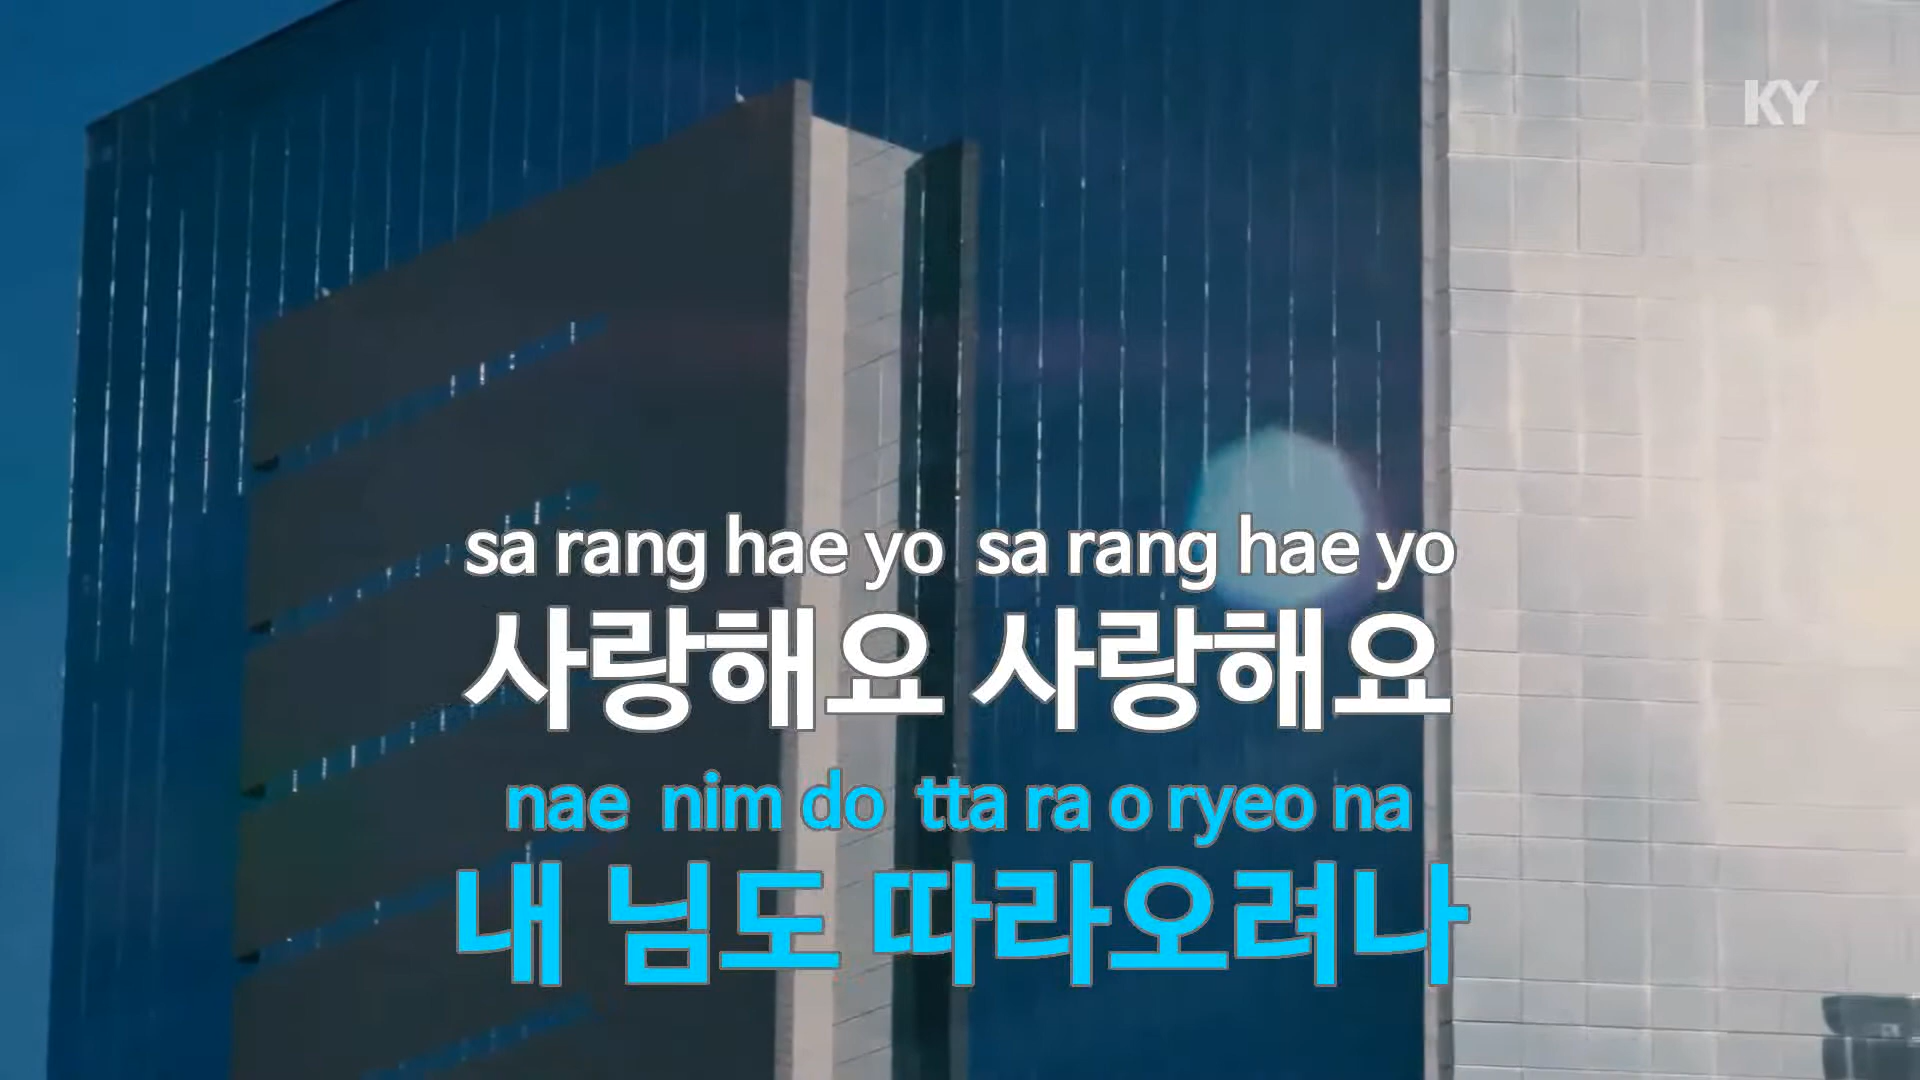 KY
sa rang hae yo sa rang hae yo
사랑해요 사랑해요
nae nim do tta ra o ryeo na
내 님도 따라오려나